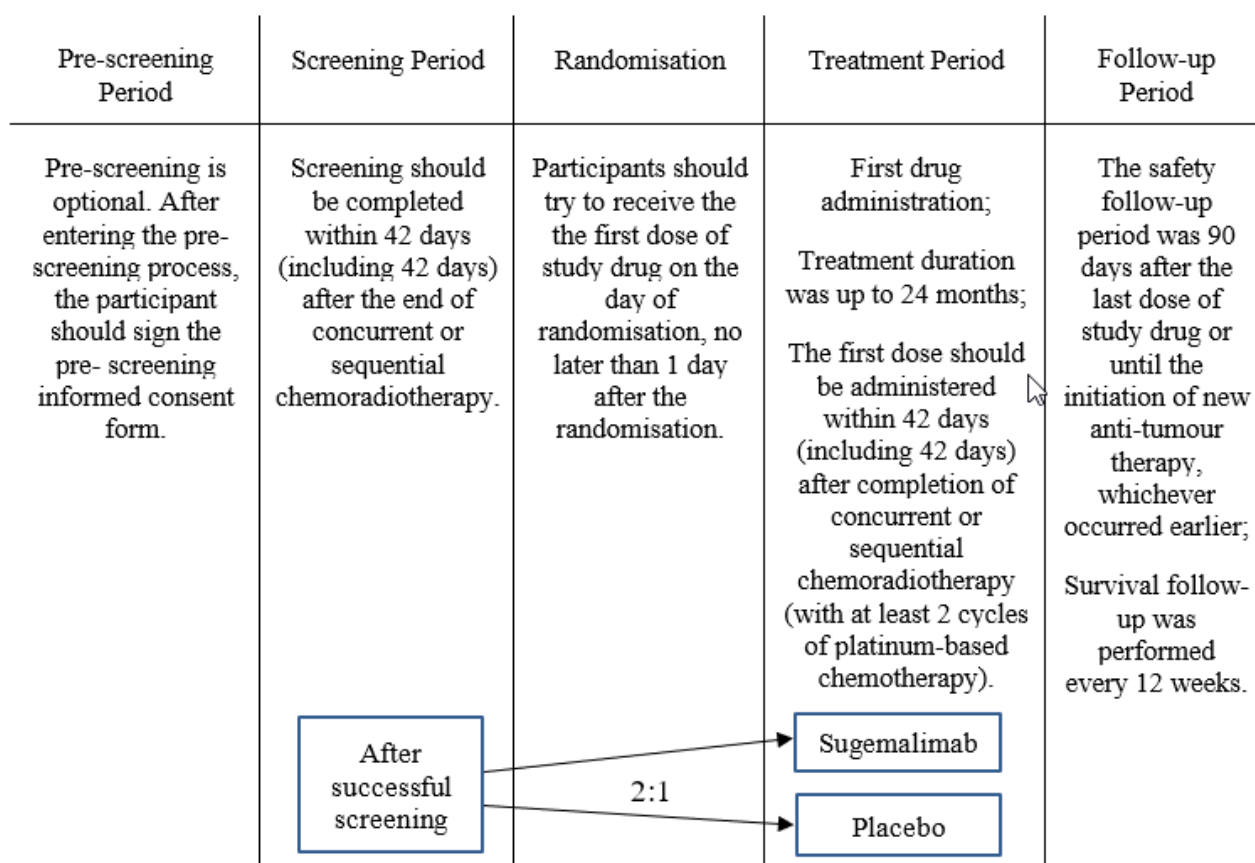 Pre-screening
Period
Screening Period
Randomisation
Treatment Period
Follow-up
Period
Pre-screening is
optional. After
entering the pre-
screening process,
the participant
should sign the
pre- screening
informed consent
form.
Screening should
be completed
within 42 days
(including 42 days)
after the end of
concurrent or
sequential
chemoradiotherapy.
Participants should
try to receive the
the first dose of
study drug on the
day of
randomisation, no
later than 1 day
after the
randomisation.
First drug
administration;
Treatment duration
was up to 24 months;
The first dose should
be administered
within 42 days
(including 42 days)
after completion of
concurrent or
sequential
chemoradiotherapy
(with at least 2 cycles
of platinum-based
chemotherapy).
The safety
follow-up
period was 90
days after the
last dose of
study drug or
until the
initiation of new
anti-tumour
therapy,
whichever
occurred earlier;
Survival follow-
up was
performed
every 12 weeks.
After
successful
screening
2:1
Sugemalimab
Placebo